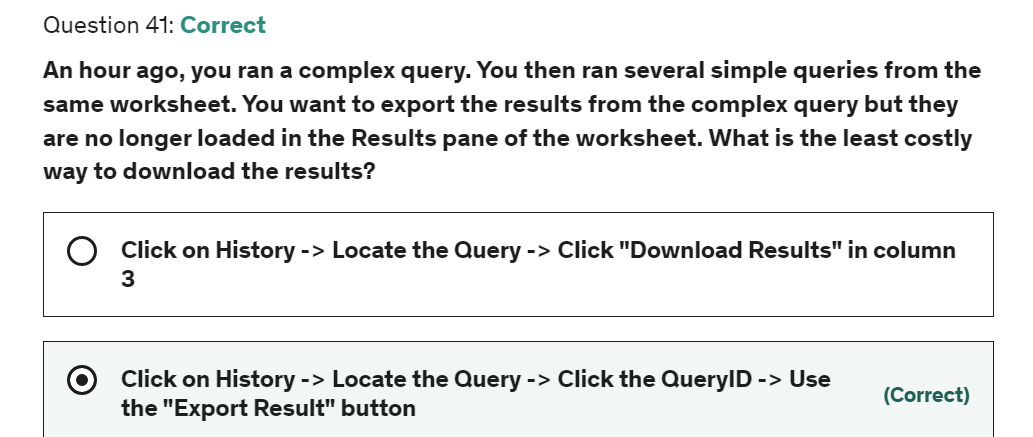 Question 41: Correct
An hour ago, you ran a complex query. You then ran several simple queries from the
same worksheet. You want to export the results from the complex query but they
are no longer loaded in the Results pane of the worksheet. What is the least costly
way to download the results?
Click on History -> Locate the Query -> Click "Download Results" in column
3
Click on History -> Locate the Query -> Click the QueryID -> Use
the "Export Result" button
(Correct)